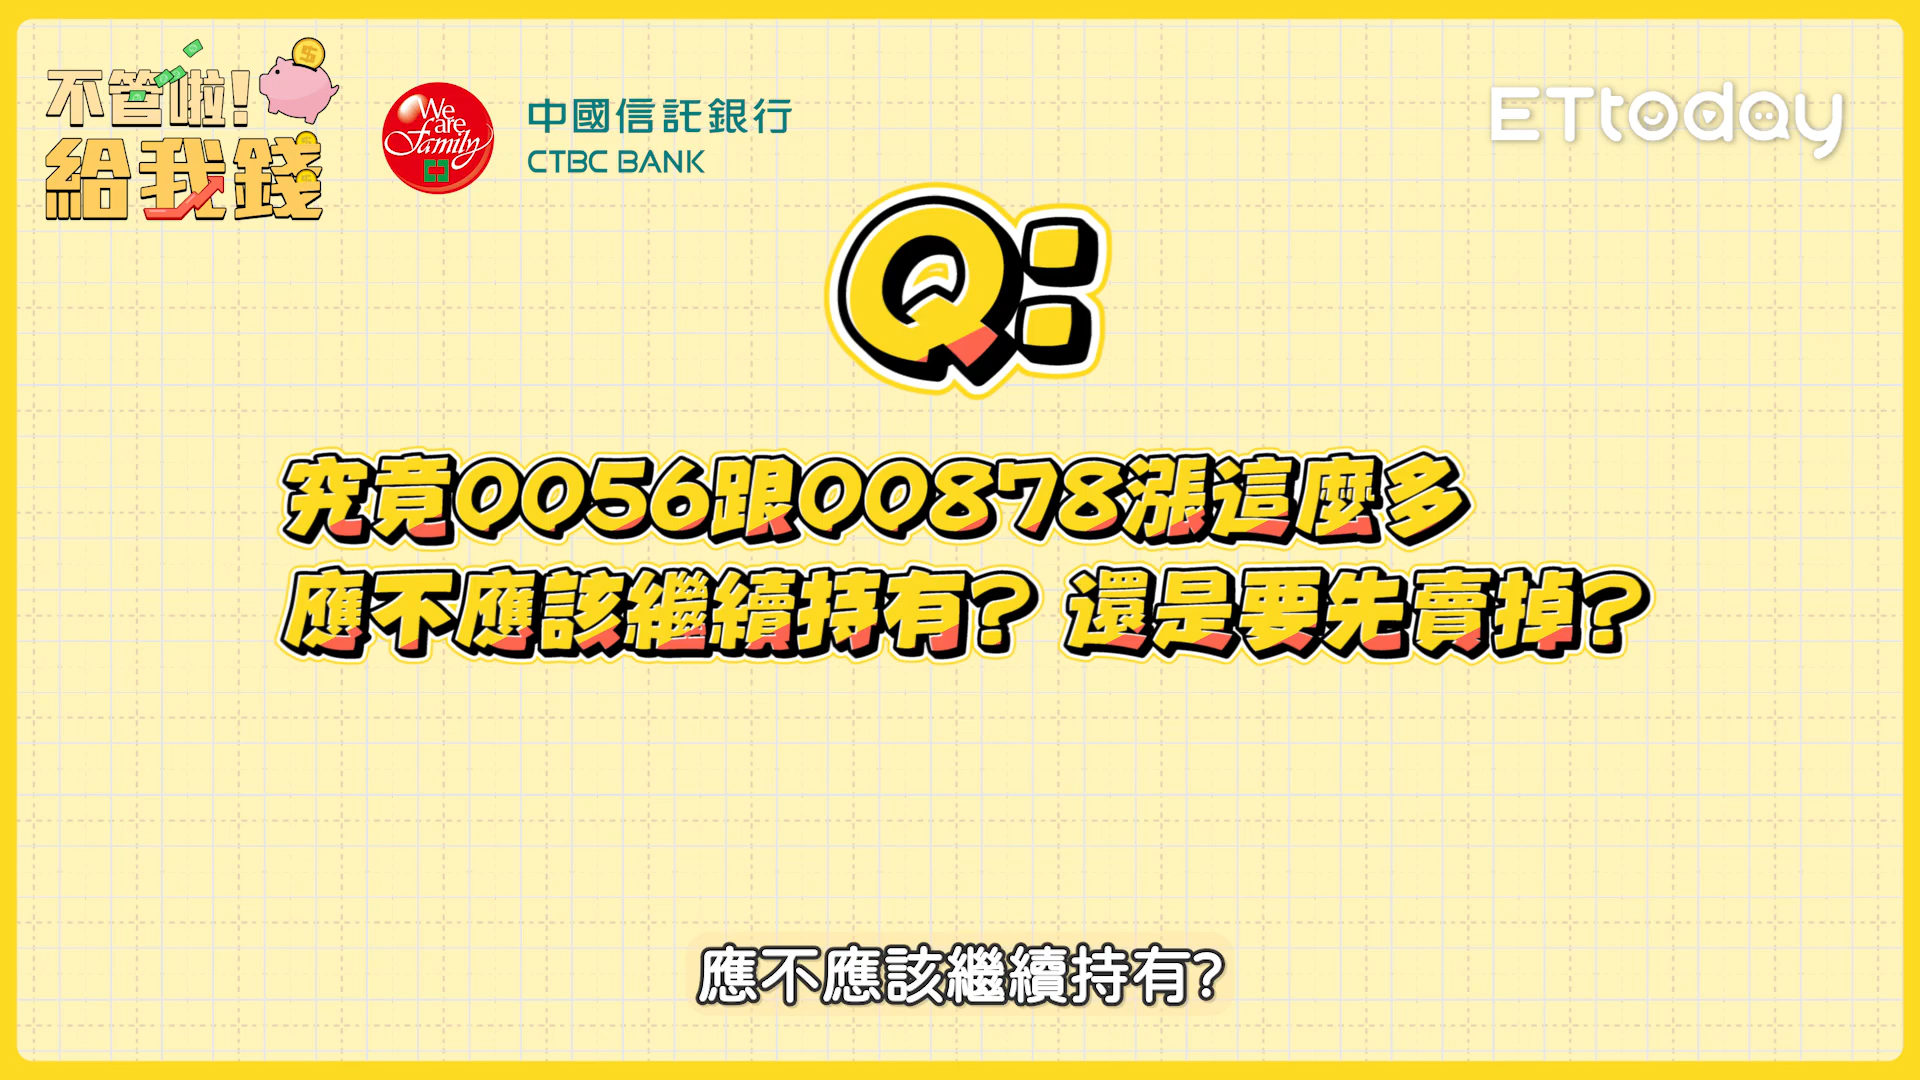 不管啦!
給我錢
We are Family
中國信託銀行
CTBC BANK
ETtoday
Q:
究竟0056跟00878漲這麼多
應不應該繼續持有? 還是要先賣掉?
應不應該繼續持有?